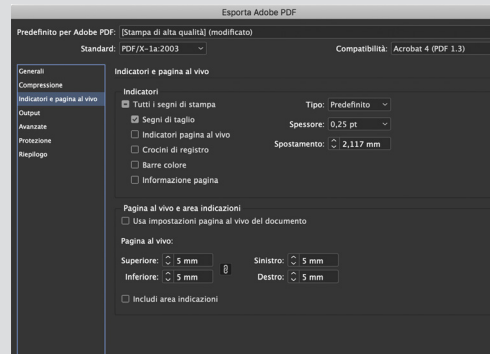 Esporta Adobe PDF
Predefinito per Adobe PDF: [Stampa di alta qualità] (modificato)
Standard: PDF/X-1a:2003 Compatibilità: Acrobat 4 (PDF 1.3)
Generali
Compressione
Indicatori e pagina al vivo
Output
Avanzate
Protezione
Riepilogo
Indicatori e pagina al vivo
Indicatori
Tutti i segni di stampa Tipo: Predefinito
Segni di taglio Spessore: 0,25 pt
Indicatori pagina al vivo Spostamento: 2,117 mm
Crocini di registro
Barre colore
Informazione pagina
Pagina al vivo e area indicazioni
Usa impostazioni pagina al vivo del documento
Pagina al vivo:
Superiore: 5 mm Sinistro: 5 mm
Inferiore: 5 mm Destro: 5 mm
Includi area indicazioni